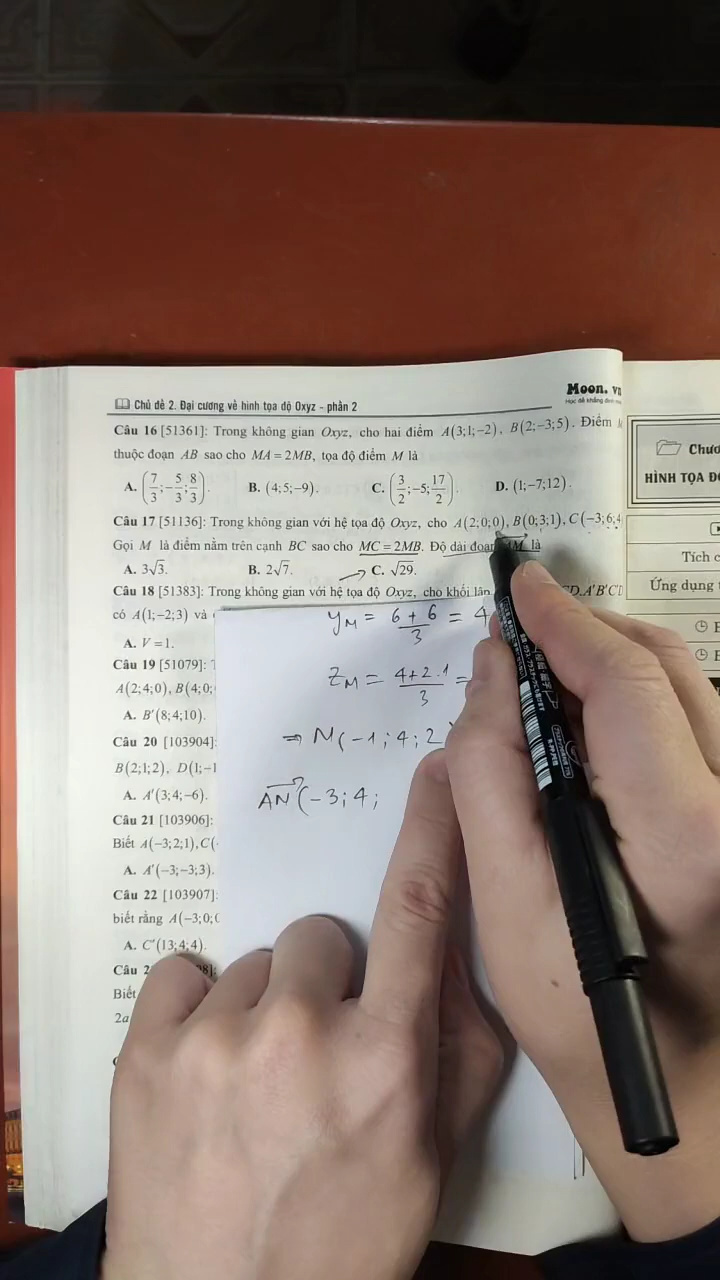 Chủ đề 2. Đại cương về hình tọa độ Oxyz - phần 2
Moon. vn
Câu 16 [51361]: Trong không gian Oxyz, cho hai điểm A(3;1;−2), B(2;−3;5). Điểm
thuộc đoạn AB sao cho MA = 2MB, tọa độ điểm M là
A. (7/3;−5/3;8/3). B. (4;5;−9). C. (3/2;−5;17/2). D. (1;−7;12).
Câu 17 [51136]: Trong không gian với hệ tọa độ Oxyz, cho A(2;0;0), B(0;3;1), C(−3;6;4
Gọi M là điểm nằm trên cạnh BC sao cho MC = 2MB. Độ dài đoạn AM là
A. 3√3. B. 2√7. C. √29.
Câu 18 [51383]: Trong không gian với hệ tọa độ Oxyz, cho khối lăn CD.A'B'C'D
có A(1;−2;3) và
A. V = 1.
Câu 19 [51079]:
A(2;4;0), B(4;0;
A. B'(8;4;10).
Câu 20 [103904]
B(2;1;2), D(1;−1
A. A'(3;4;−6).
Câu 21 [103906]:
Biết A(−3;2;1), C(
A. A'(−3;−3;3).
Câu 22 [103907]:
biết rằng A(−3;0;0
A. C'(13;4;4).
Câu 2 98]:
Biết
2a
y_M = (6 + 6)/3 = 4
z_M = (4 + 2.1)/3 =
⇒ M(−1; 4; 2)
AM (−3; 4;
Chươ
HÌNH TỌA ĐỘ
Tích c
Ứng dụng t